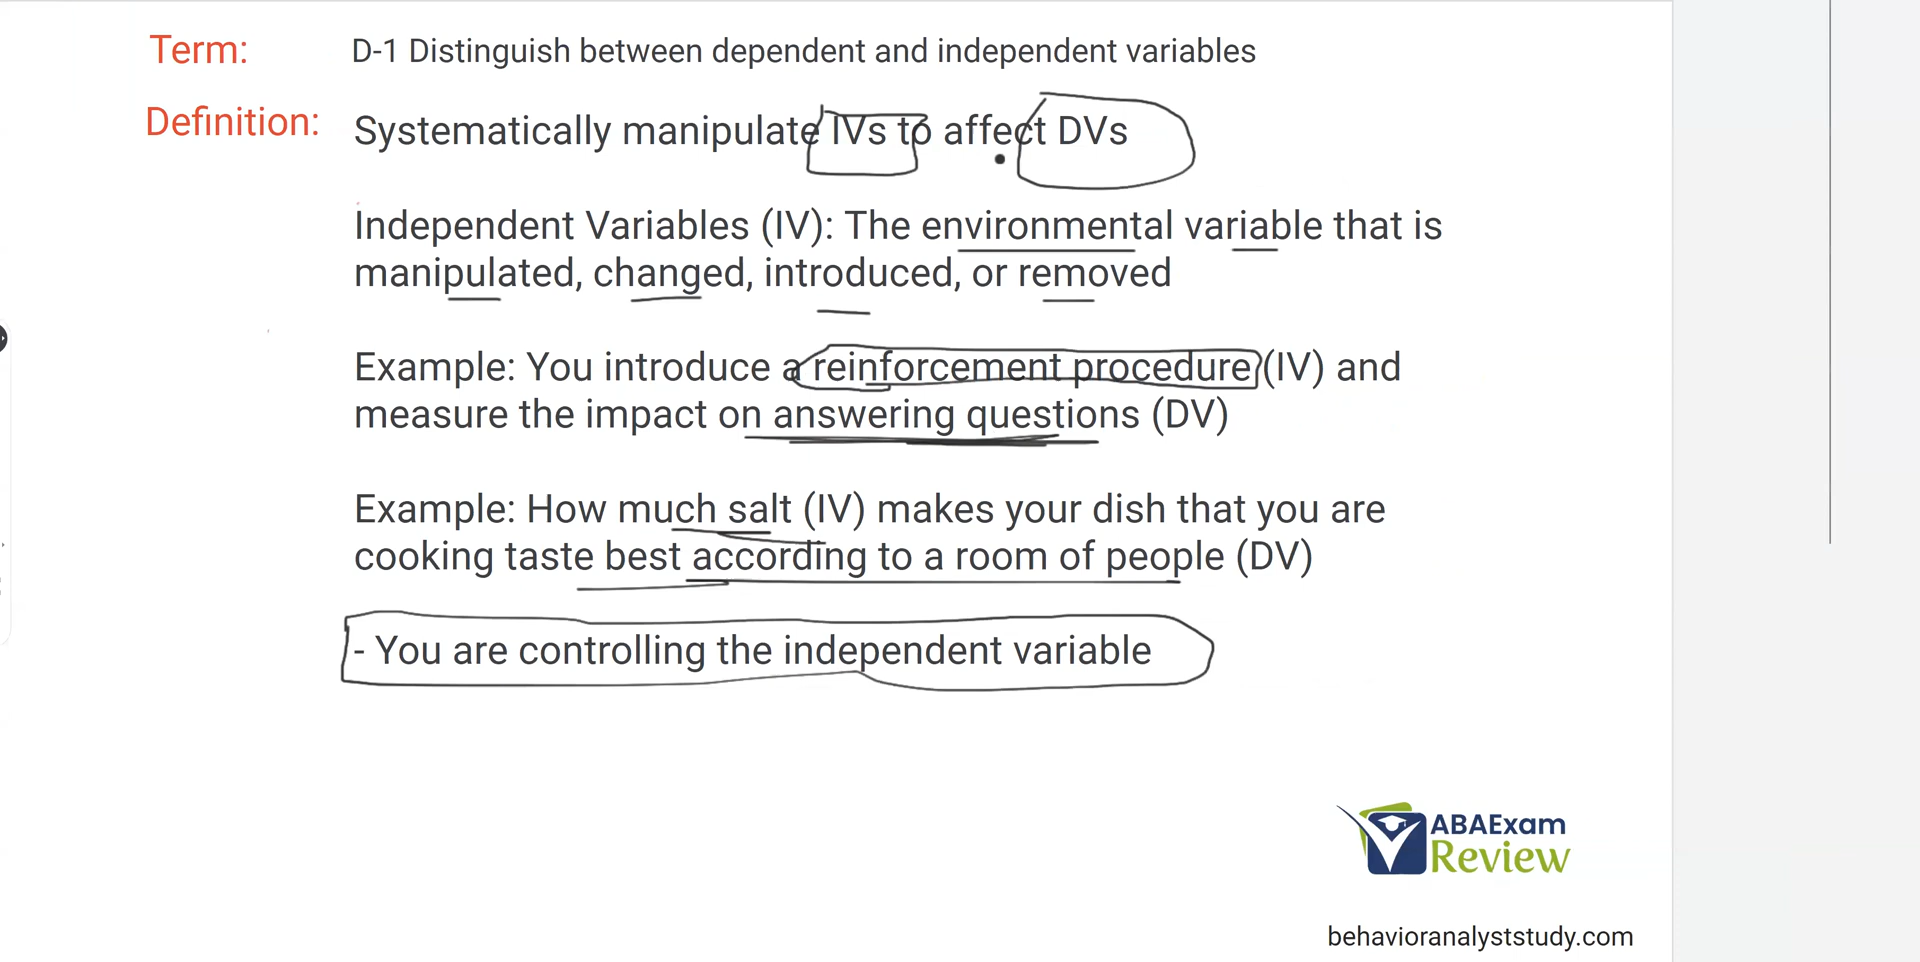 Term: D-1 Distinguish between dependent and independent variables
Definition: Systematically manipulate IVs to affect DVs
Independent Variables (IV): The environmental variable that is
manipulated, changed, introduced, or removed
Example: You introduce a reinforcement procedure (IV) and
measure the impact on answering questions (DV)
Example: How much salt (IV) makes your dish that you are
cooking taste best according to a room of people (DV)
- You are controlling the independent variable
ABAExam
Review
behavioranalyststudy.com